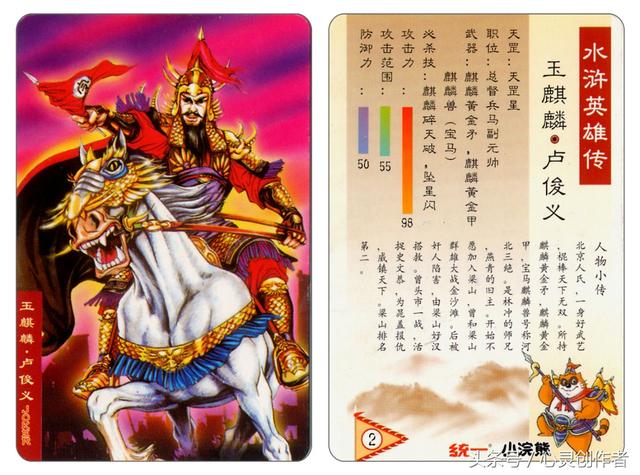 玉麒麟·卢俊义
水浒英雄传
玉麒麟●卢俊义
天罡:天罡星
职位:总督兵马副元帅
武器:麒麟黄金矛,麒麟黄金甲
麒麟兽(宝马)
必杀技:麒麟碎天破,坠星闪
攻击力:98
攻击范围:55
防御力:50
人物小传
北京人氏,一身好武艺
,棍棒天下无双。所持
麒麟黄金矛,麒麟黄金
甲,宝马麒麟兽号称河
北三绝。是林冲的师兄
,燕青的旧主。开始不
愿加入梁山,曾和梁山
群雄大战金沙滩。后被
奸人陷害,由梁山好汉
搭救。曾头市一战,活
捉史文恭,为晁盖报仇
,威镇天下。梁山排名
第二。
2
统一 小浣熊
头条号/心灵创作者